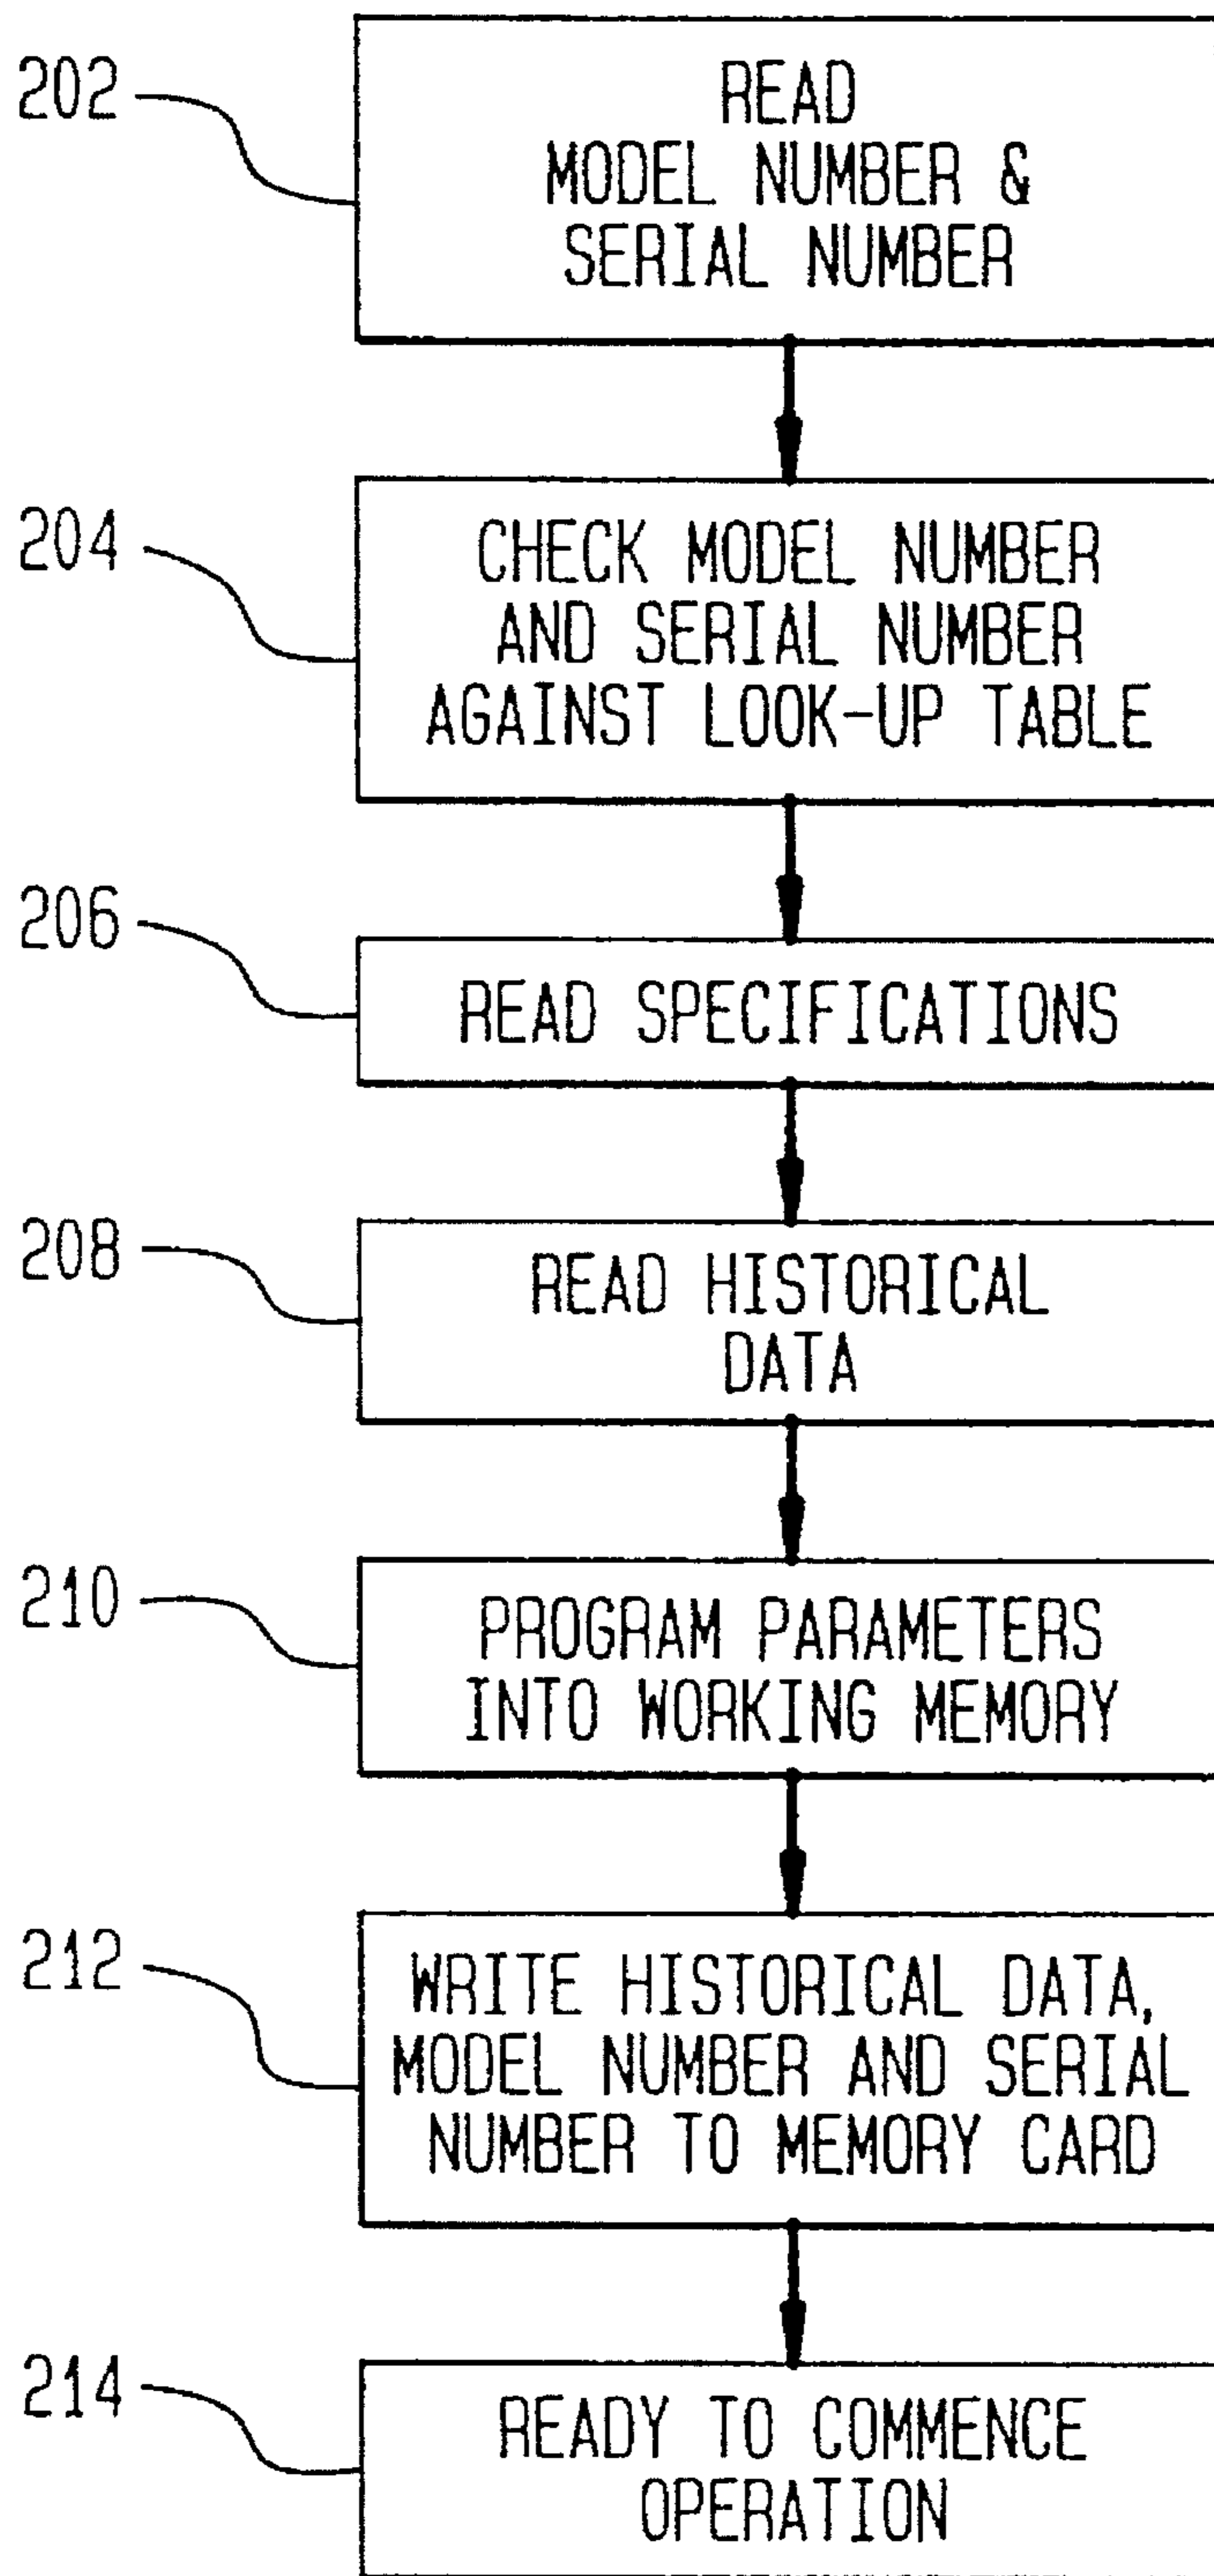 202
READ
MODEL NUMBER &
SERIAL NUMBER
204
CHECK MODEL NUMBER
AND SERIAL NUMBER
AGAINST LOOK-UP TABLE
206
READ SPECIFICATIONS
208
READ HISTORICAL
DATA
210
PROGRAM PARAMETERS
INTO WORKING MEMORY
212
WRITE HISTORICAL DATA,
MODEL NUMBER AND SERIAL
NUMBER TO MEMORY CARD
214
READY TO COMMENCE
OPERATION